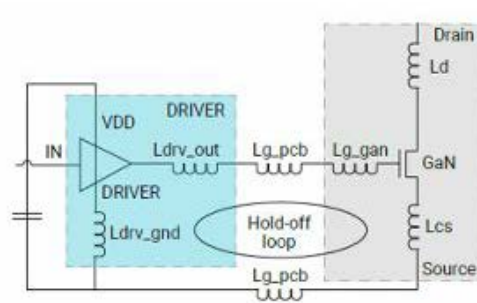 Drain
Ld
DRIVER
VDD
Ldrv_out
Lg_pcb
Lg_gan
IN
GaN
DRIVER
Ldrv_gnd
Hold-off
loop
Lcs
Lg_pcb
Source